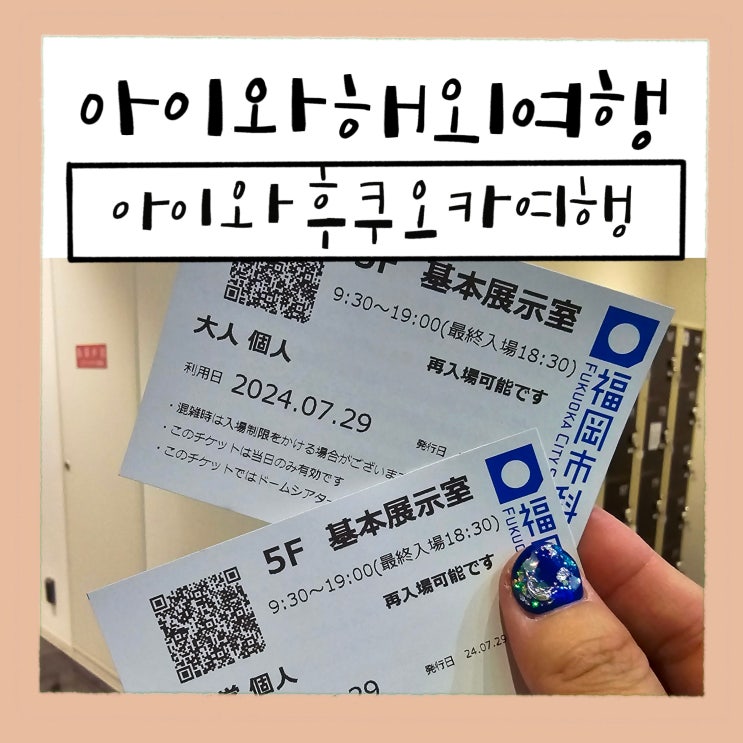 아이와해외여행
아이와후쿠오카여행
5F 基本展示室
9:30～19:00(最終入場18:30)
大人 個人
再入場可能です
利用日 2024.07.29
発行日
・混雑時は入場制限をかける場合がございま
・このチケットは当日のみ有効です
・このチケットではドームシアタ
福岡市科
FUKUOKA CITY
5F 基本展示室
9:30～19:00(最終入場18:30)
再入場可能です
個人
発行日 24.07.29
福岡
FUKU